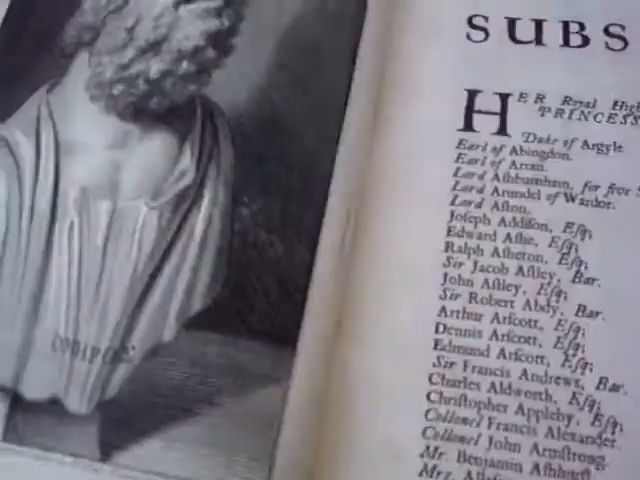 SUBS
HER Royal High
PRINCESS
Duke of Argyle.
Earl of Abingdon.
Earl of Arran.
Lord Aſhburnham, for five S
Lord Arundel of Wardor.
Lord Aſton.
Joſeph Addiſon, Eſq;
Edward Aſhe, Eſq;
Ralph Aſheton, Eſq;
Sir Jacob Aſtley, Bar.
John Aſtley, Eſq;
Sir Robert Abdy, Bar.
Arthur Arſcott, Eſq;
Dennis Arſcott, Eſq;
Edmund Arſcott, Eſq;
Sir Francis Andrews, Bar.
Charles Aldworth, Eſq;
Christopher Appleby, Eſq;
Collonel Francis Alexander.
Collonel John Armſtrong.
Mr. Benjamin Aſhhurſt
Mrs.